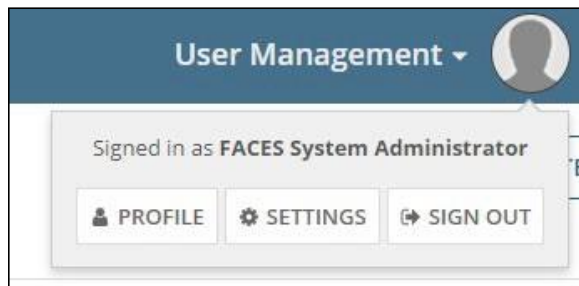 User Management
Signed in as FACES System Administrator
PROFILE SETTINGS SIGN OUT